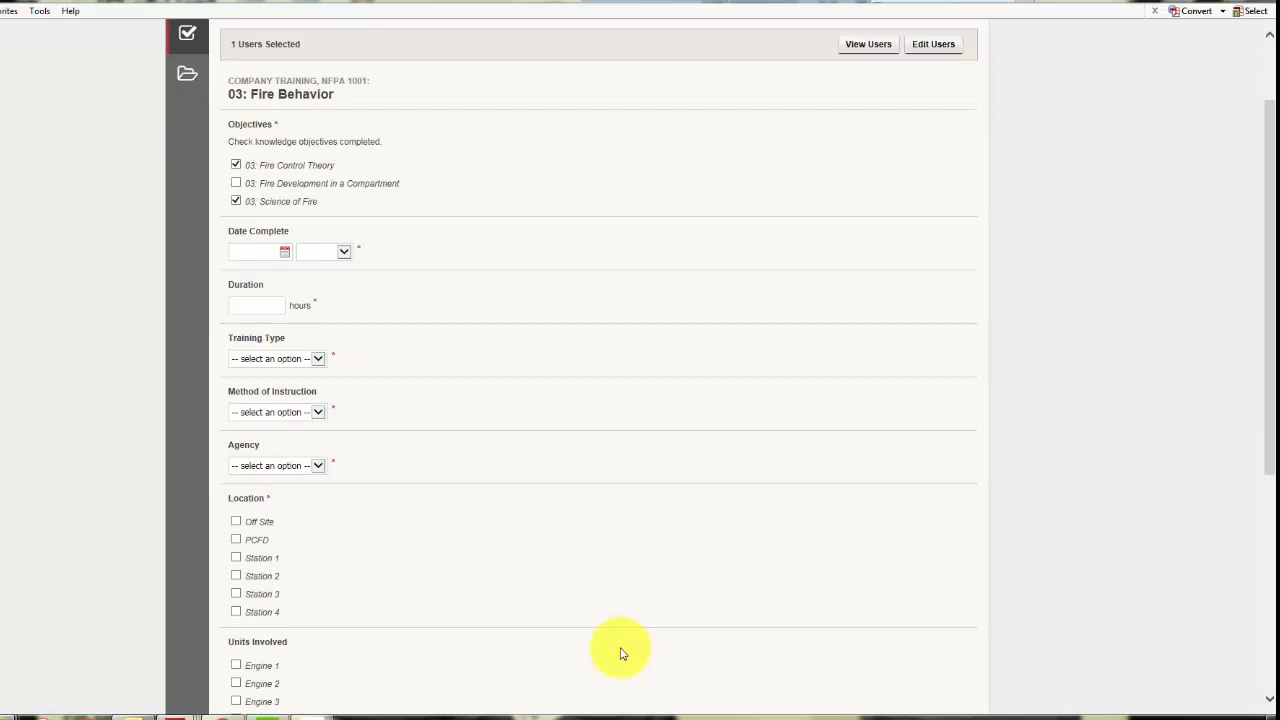 orites Tools Help
Convert Select
1 Users Selected View Users Edit Users
COMPANY TRAINING, NFPA 1001:
03: Fire Behavior
Objectives *
Check knowledge objectives completed.
03: Fire Control Theory
03: Fire Development in a Compartment
03: Science of Fire
Date Complete
*
Duration
hours *
Training Type
-- select an option -- *
Method of Instruction
-- select an option -- *
Agency
-- select an option -- *
Location *
Off Site
PCFD
Station 1
Station 2
Station 3
Station 4
Units Involved
Engine 1
Engine 2
Engine 3